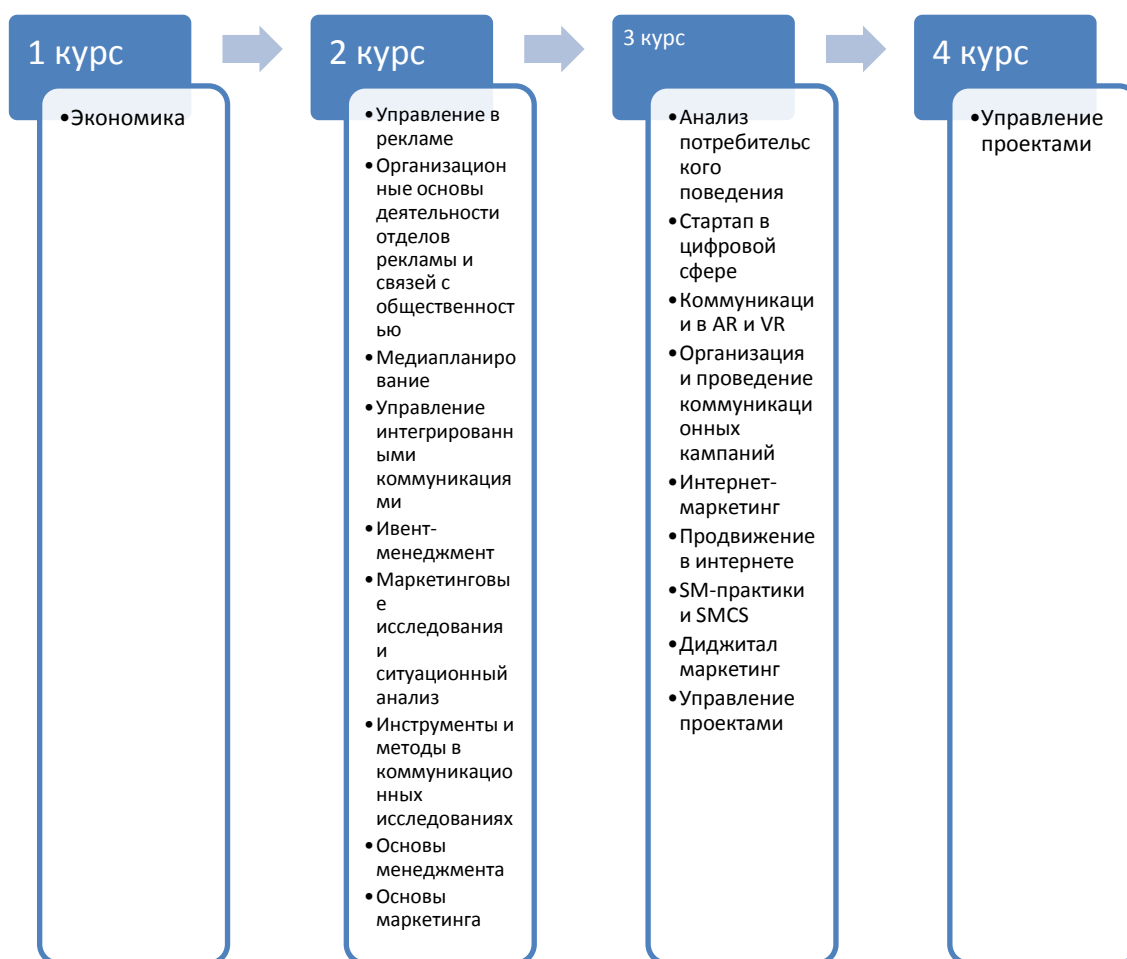 1 курс
•Экономика
2 курс
•Управление в
рекламе
•Организацион
ные основы
деятельности
отделов
рекламы и
связей с
общественност
ью
•Медиапланиро
вание
•Управление
интегрированн
ыми
коммуникация
ми
•Ивент-
менеджмент
•Маркетинговы
е
исследования
и
ситуационный
анализ
•Инструменты и
методы в
коммуникацио
нных
исследованиях
•Основы
менеджмента
•Основы
маркетинга
3 курс
•Анализ
потребительс
кого
поведения
•Стартап в
цифровой
сфере
•Коммуникаци
и в AR и VR
•Организация
и проведение
коммуникаци
онных
кампаний
•Интернет-
маркетинг
•Продвижение
в интернете
•SM-практики
и SMCS
•Диджитал
маркетинг
•Управление
проектами
4 курс
•Управление
проектами